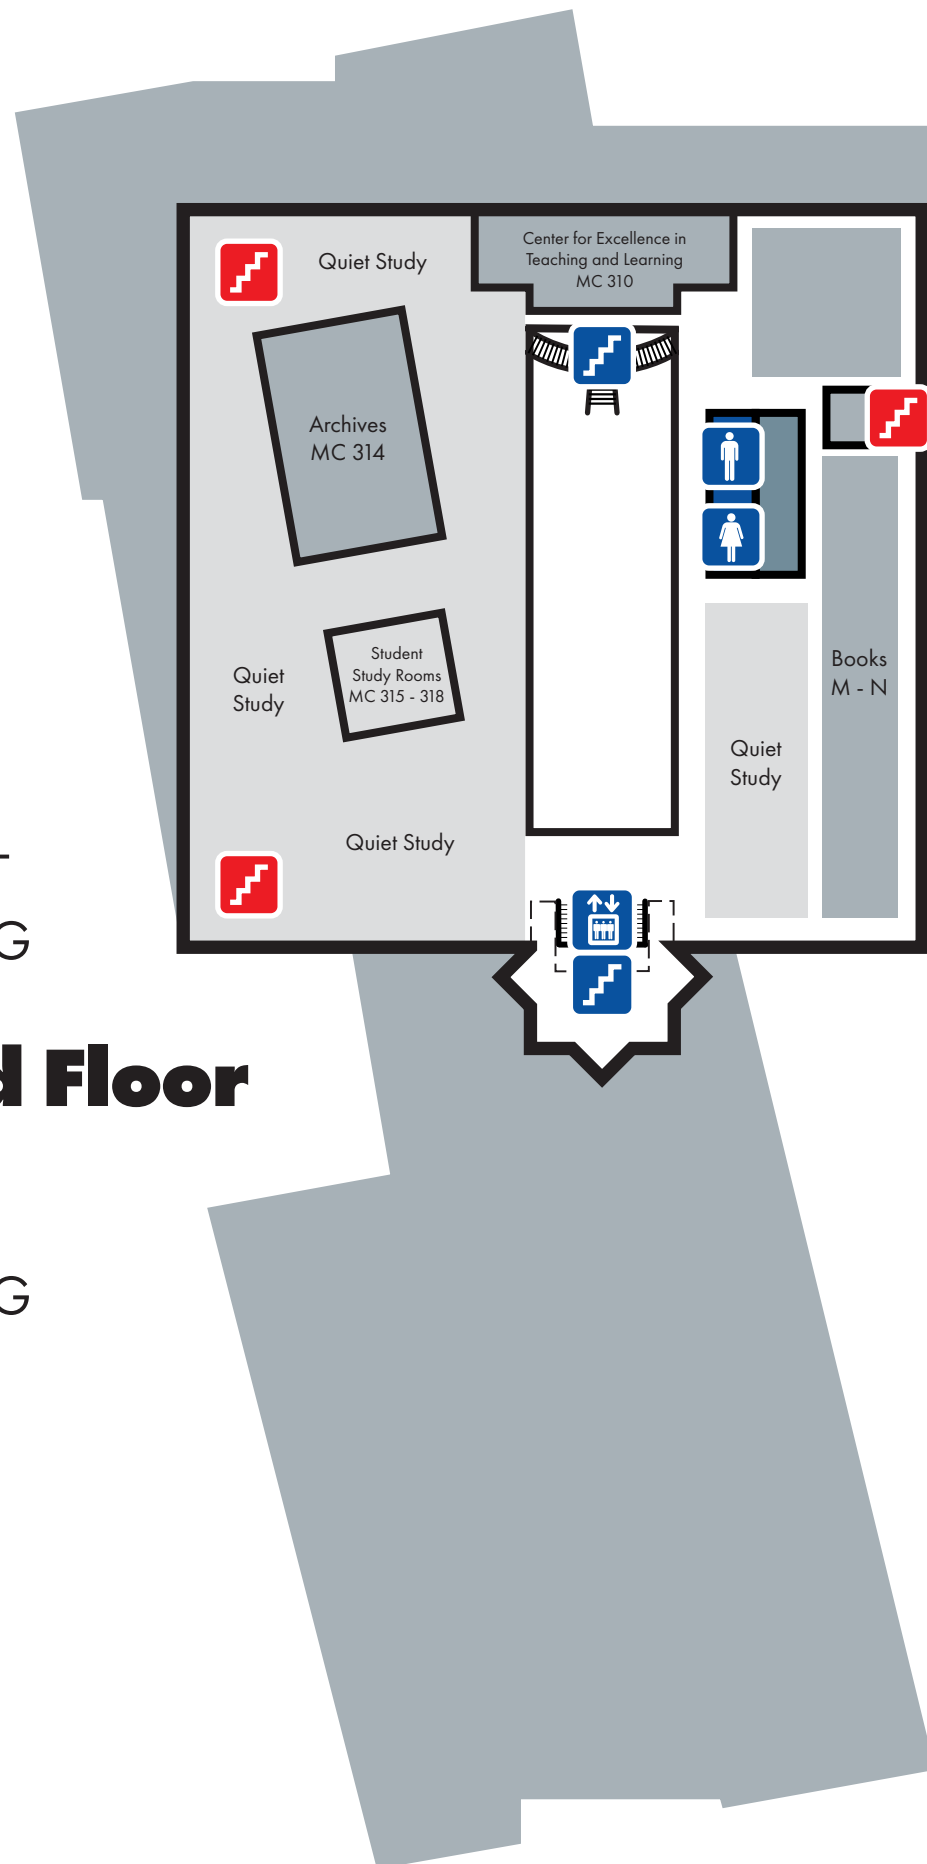 Quiet Study
Center for Excellence in
Teaching and Learning
MC 310
Archives
MC 314
Student
Study Rooms
MC 315 - 318
Quiet
Study
Books
M - N
Quiet
Study
Quiet Study
G
d Floor
G